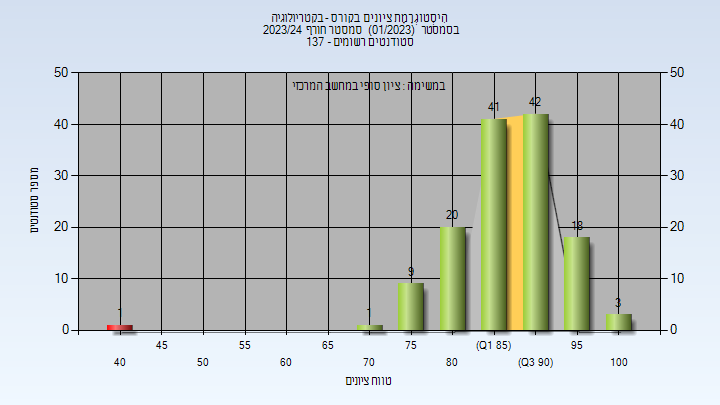 הִיסְטוֹגְרַמַת ציונים בקורס - בקטריולוגיה
בסמסטר (01/2023) סמסטר חורף 2023/24
סטודנטים רשומים - 137
במשימה : ציון סופי במחשב המרכזי
50 50
40 40
30 30
20 20
10 10
0 0
מספר סטודנטים
1 1 9 20 41 42 18 3
45 55 65 75 (Q1 85) 95
40 50 60 70 80 (Q3 90) 100
טווח ציונים